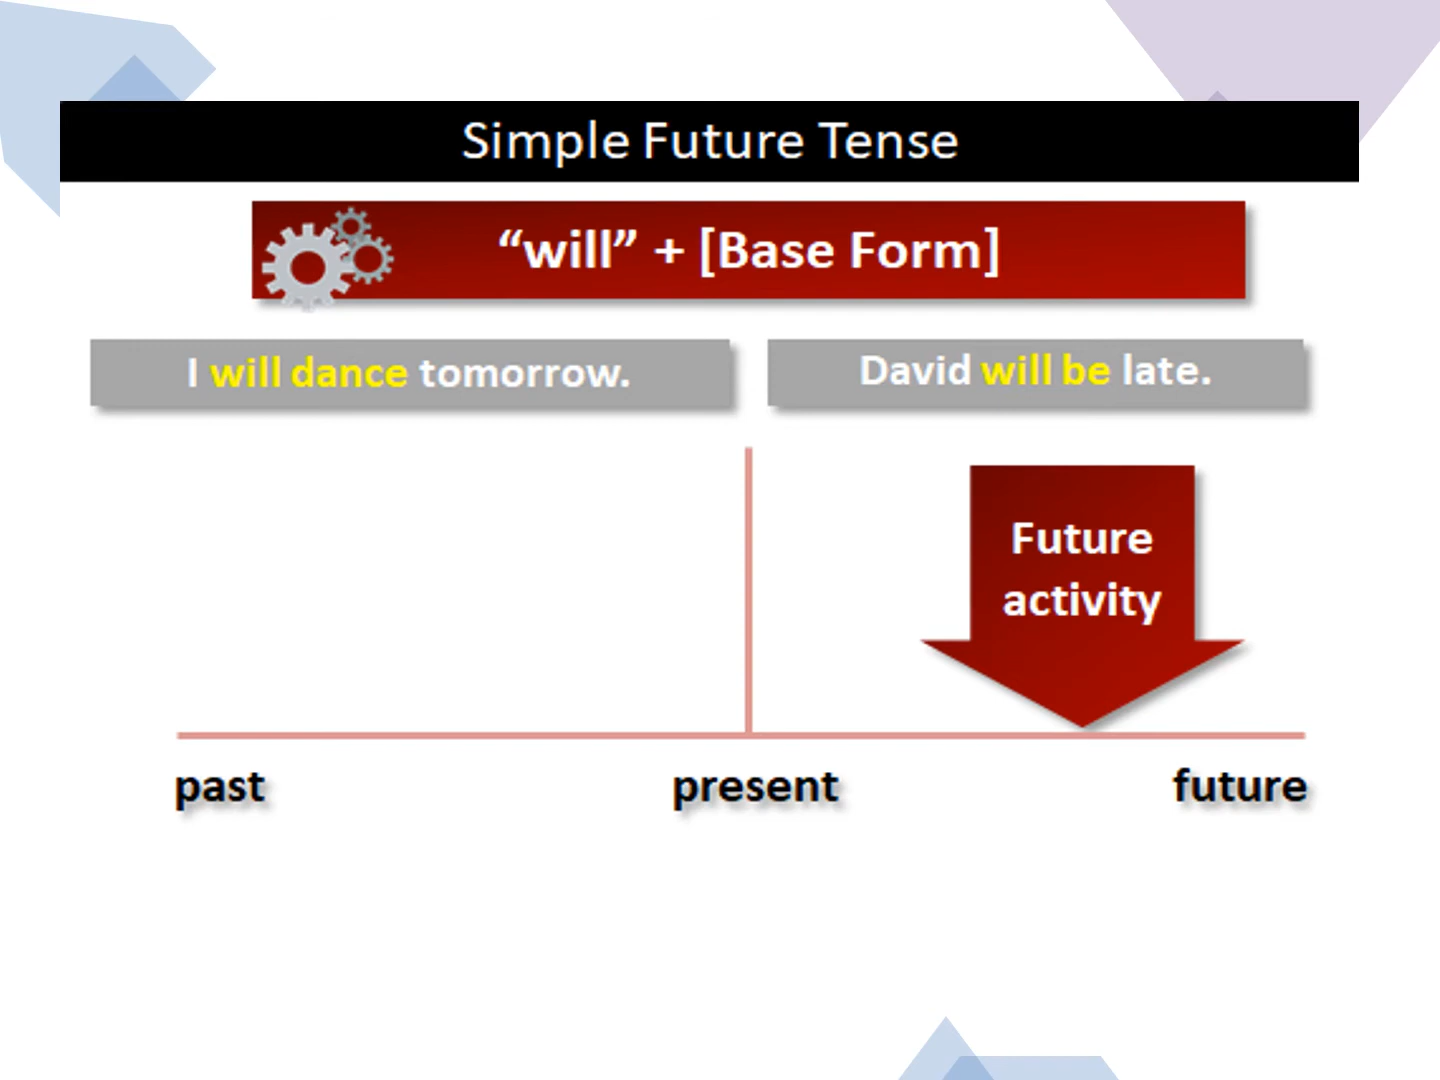 Simple Future Tense
“will” + [Base Form]
I will dance tomorrow.
David will be late.
Future
activity
past
present
future